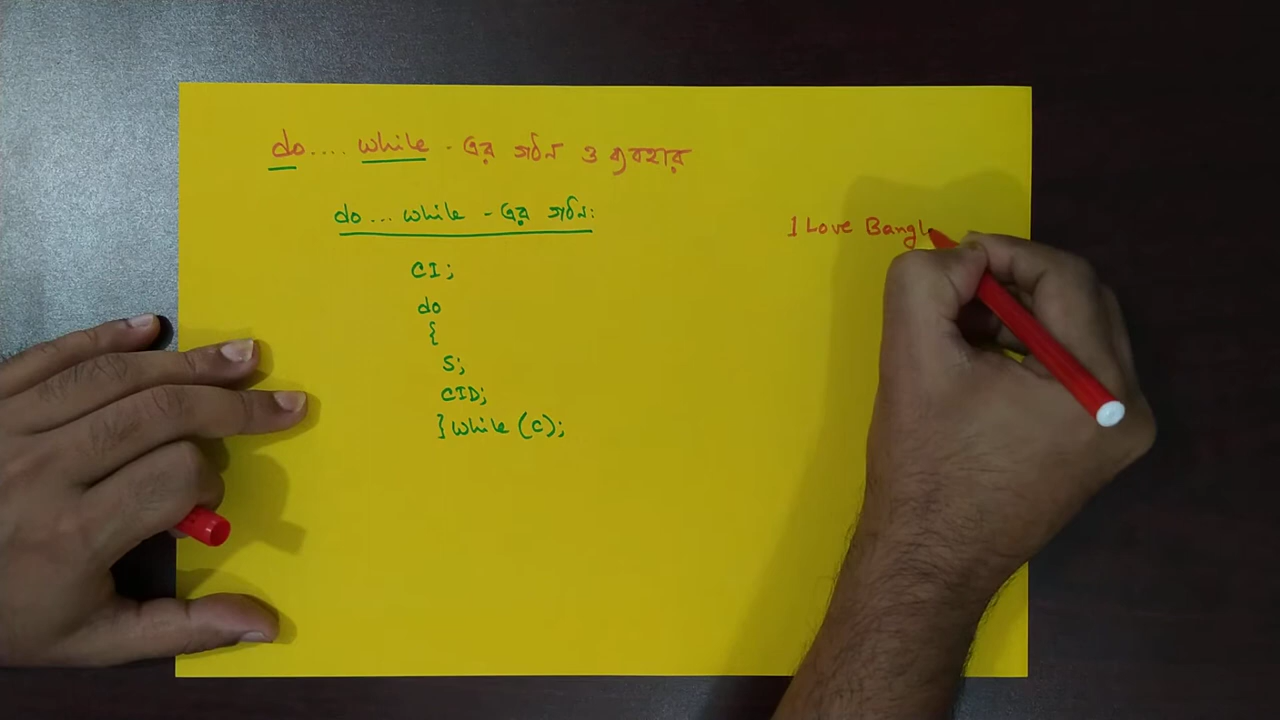 do.... while - এর গঠন ও ব্যবহার
do... while - এর গঠন:
CI;
do
{
S;
CID;
} while (c);
I Love Bangl